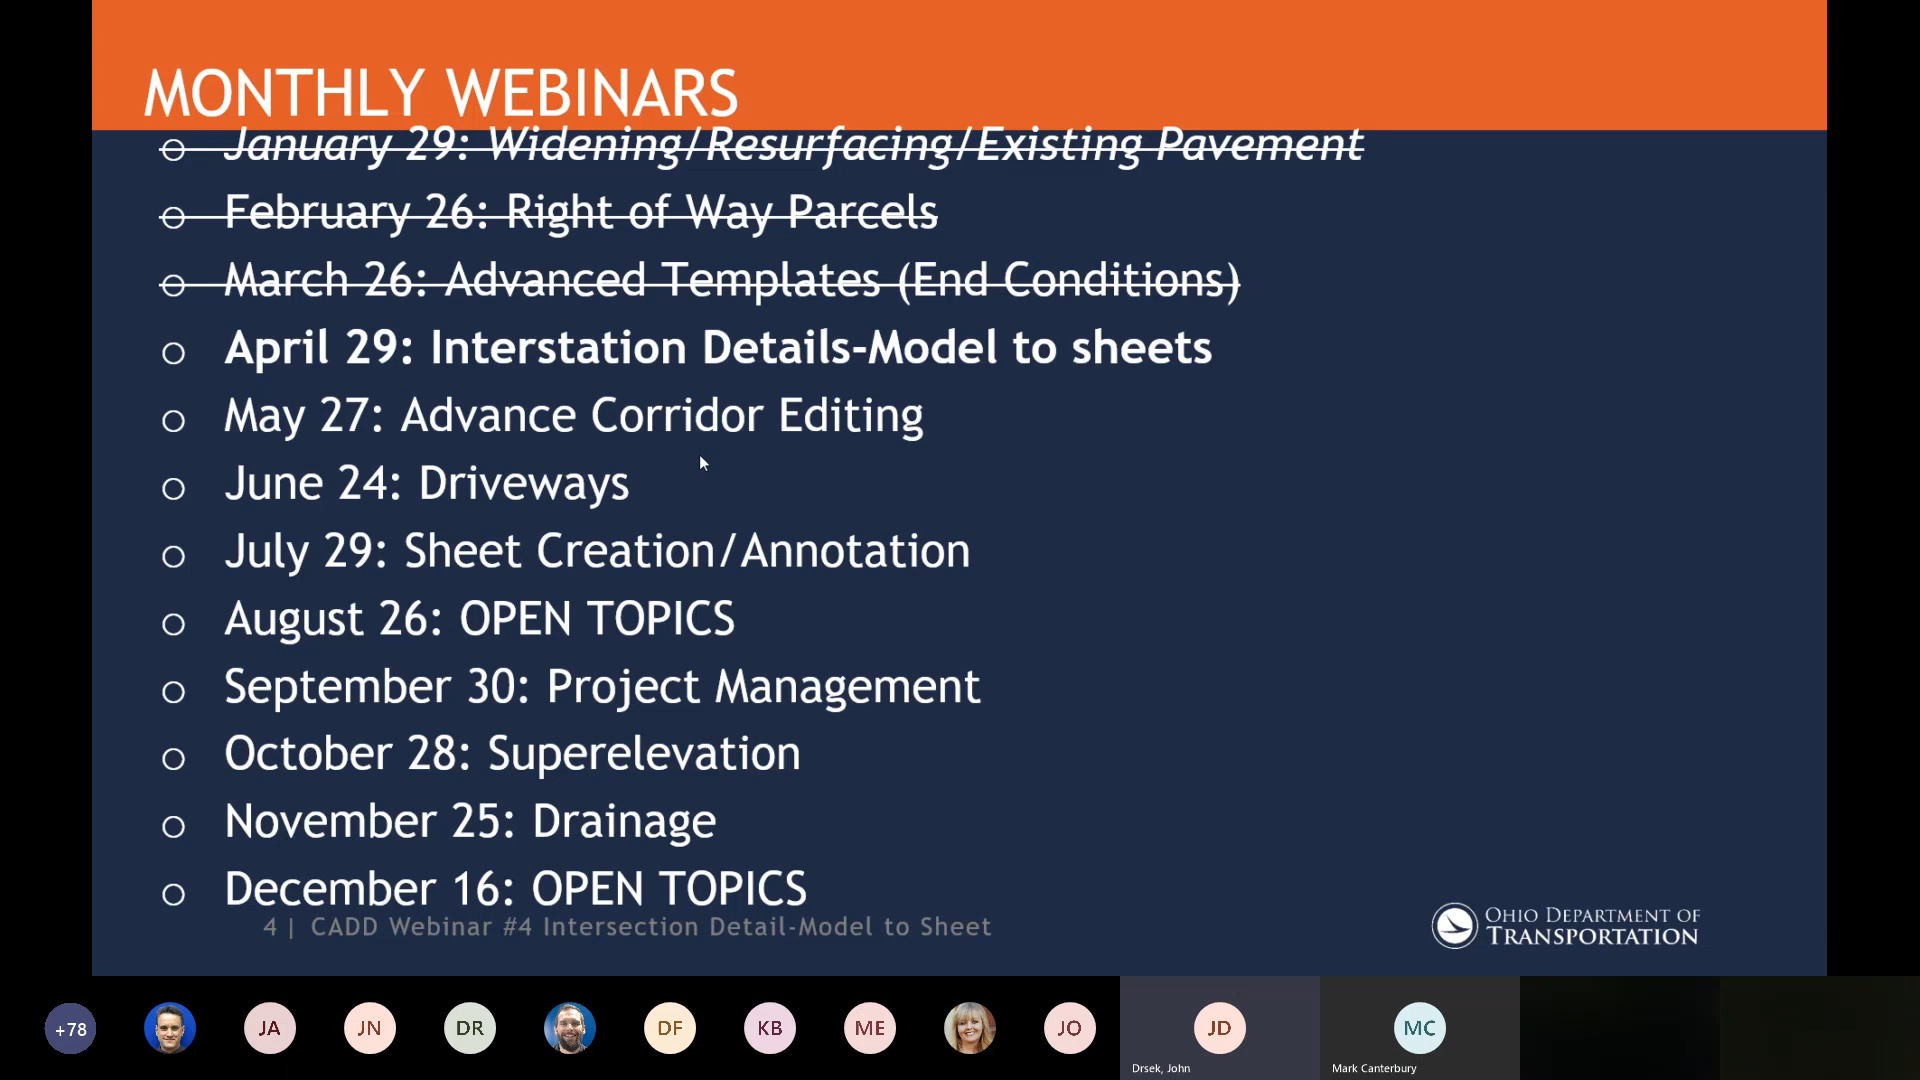 MONTHLY WEBINARS
o January 29: Widening/Resurfacing/Existing Pavement
o February 26: Right of Way Parcels
o March 26: Advanced Templates (End Conditions)
o April 29: Interstation Details-Model to sheets
o May 27: Advance Corridor Editing
o June 24: Driveways
o July 29: Sheet Creation/Annotation
o August 26: OPEN TOPICS
o September 30: Project Management
o October 28: Superelevation
o November 25: Drainage
o December 16: OPEN TOPICS
4 | CADD Webinar #4 Intersection Detail-Model to Sheet
OHIO DEPARTMENT OF
TRANSPORTATION
+78 JA JN DR DF KB ME JO JD MC
Drsek, John Mark Canterbury